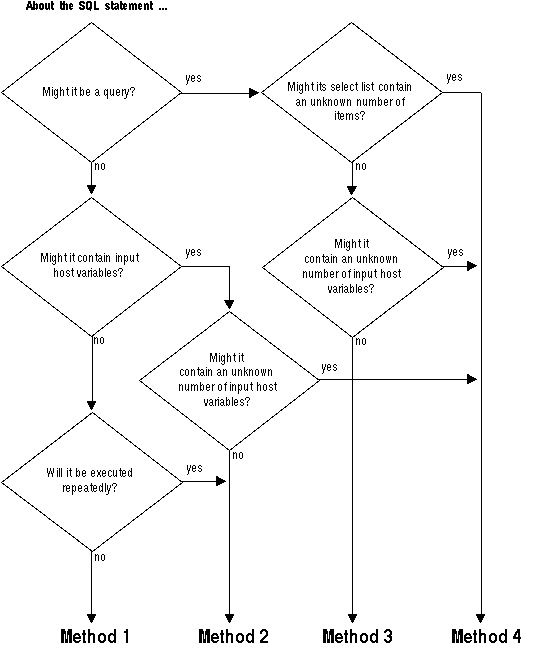 About the SQL statement ...
Might it be a query?
yes
Might its select list contain
an unknown number of
items?
yes
no
no
Might it contain input
host variables?
yes
Might it
contain an unknown
number of input host
variables?
yes
no
no
Might it
contain an unknown
number of input host
variables?
yes
no
Will it be executed
repeatedly?
yes
no
Method 1
Method 2
Method 3
Method 4